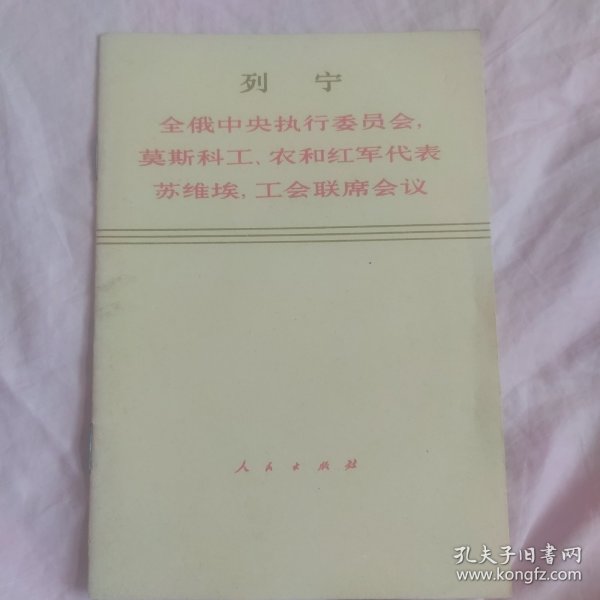 列 宁
全俄中央执行委员会,
莫斯科工、农和红军代表
苏维埃,工会联席会议
人民出版社
孔夫子旧书网
www.kongfz.com